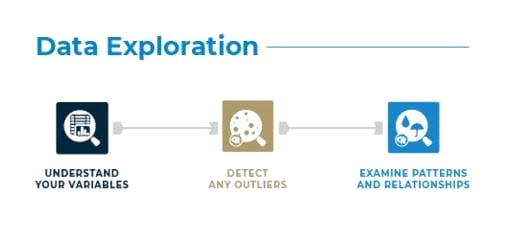 Data Exploration
UNDERSTAND
YOUR VARIABLES
DETECT
ANY OUTLIERS
EXAMINE PATTERNS
AND RELATIONSHIPS